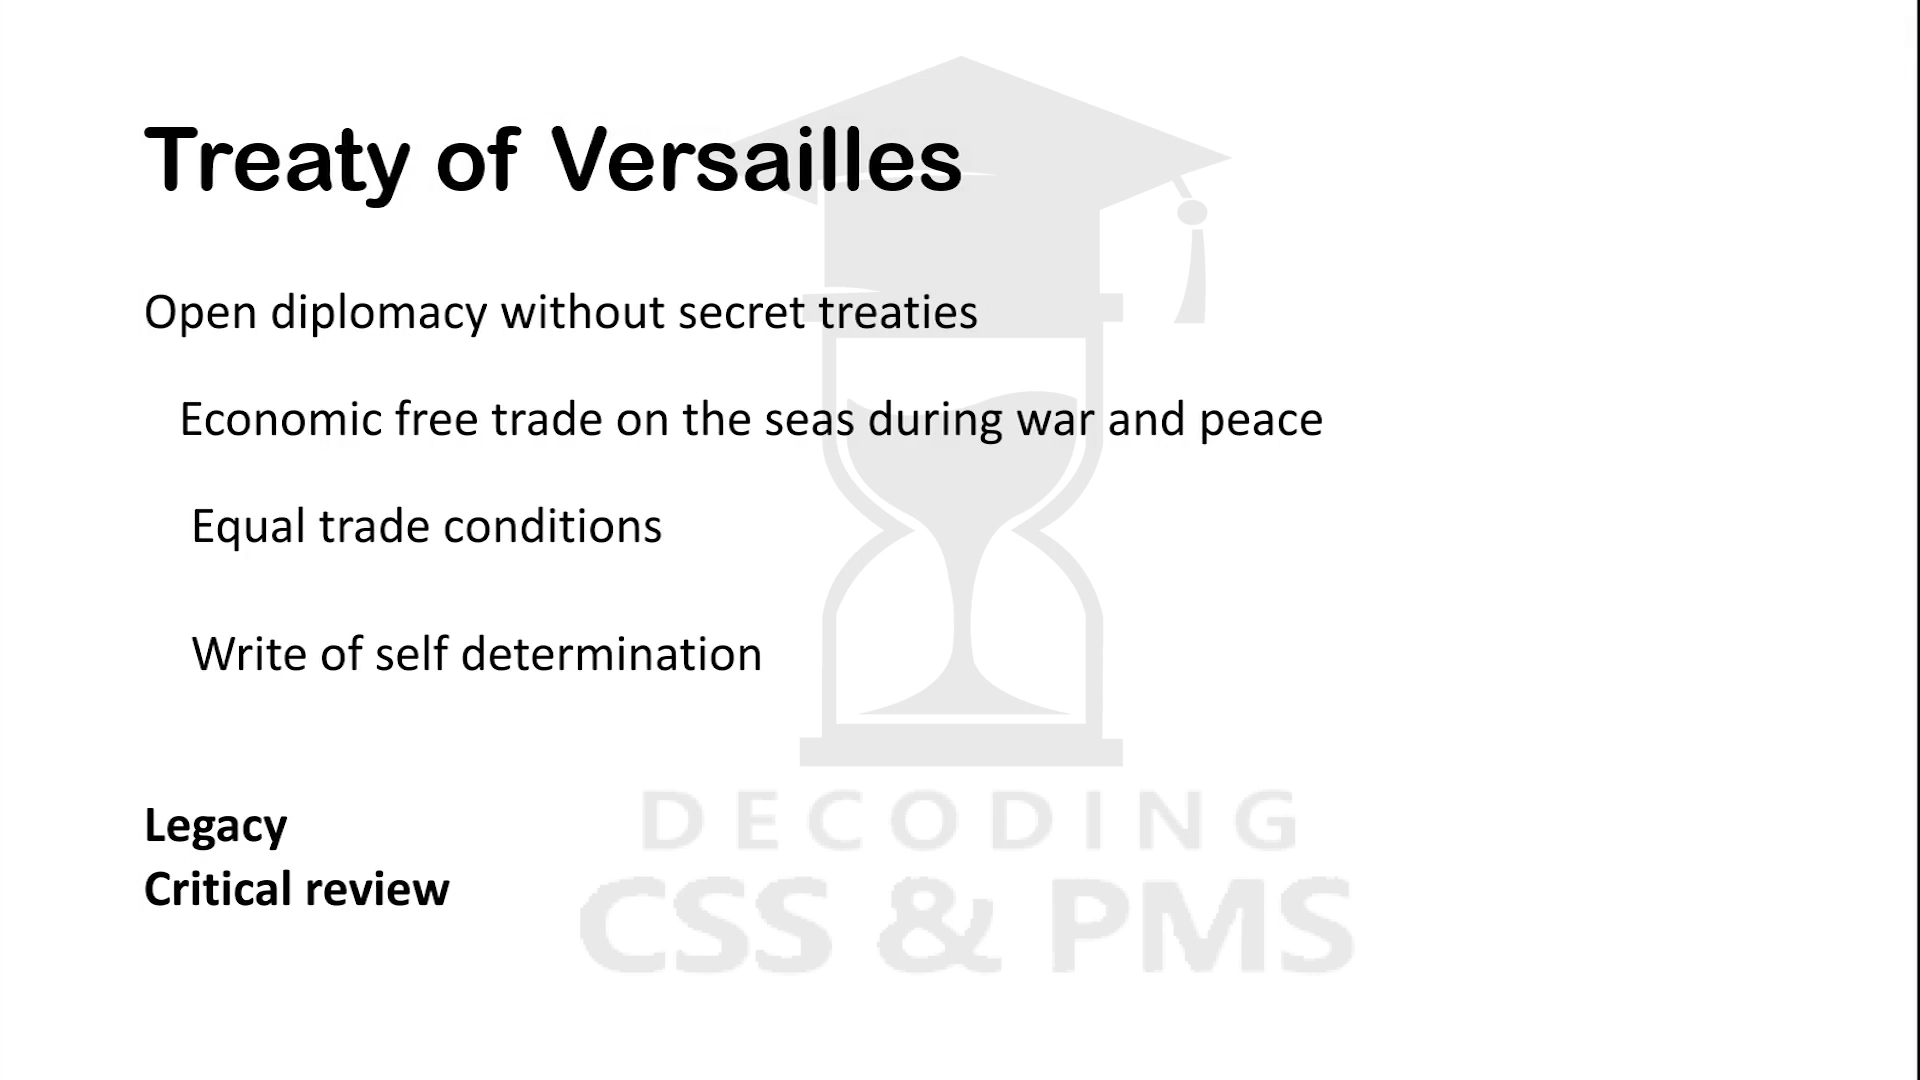 Treaty of Versailles
Open diplomacy without secret treaties
Economic free trade on the seas during war and peace
Equal trade conditions
Write of self determination
Legacy
Critical review
DECODING
CSS & PMS